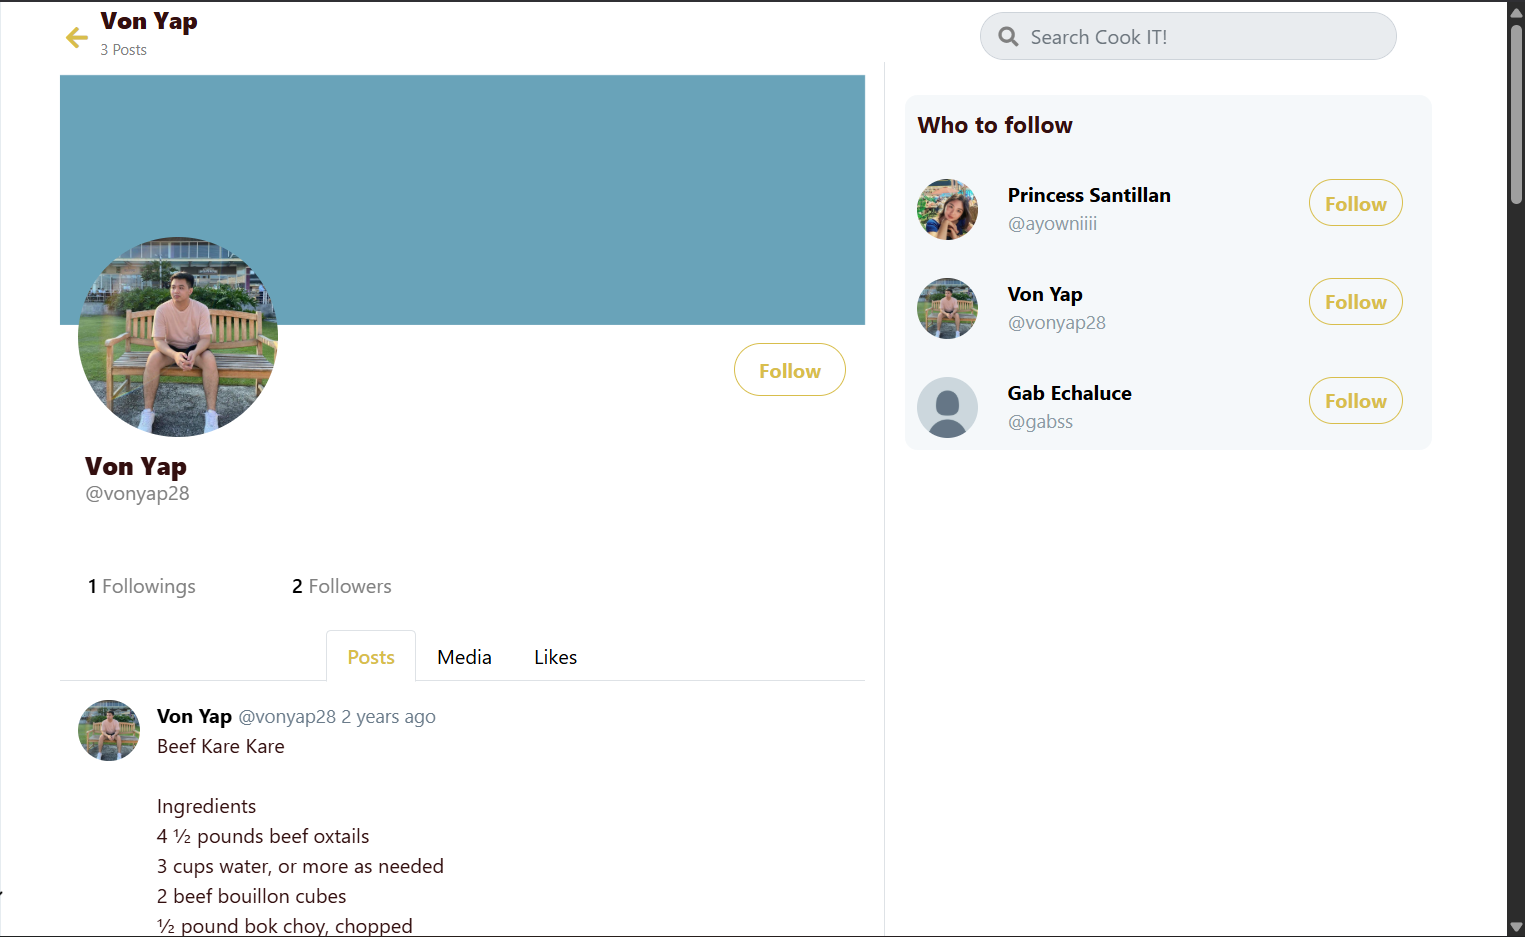 Von Yap
3 Posts
Search Cook IT!
Who to follow
Princess Santillan
@ayowniiii
Follow
Von Yap
@vonyap28
Follow
Gab Echaluce
@gabss
Follow
Follow
Von Yap
@vonyap28
1 Followings 2 Followers
Posts Media Likes
Von Yap @vonyap28 2 years ago
Beef Kare Kare
Ingredients
4 ½ pounds beef oxtails
3 cups water, or more as needed
2 beef bouillon cubes
½ pound bok choy, chopped